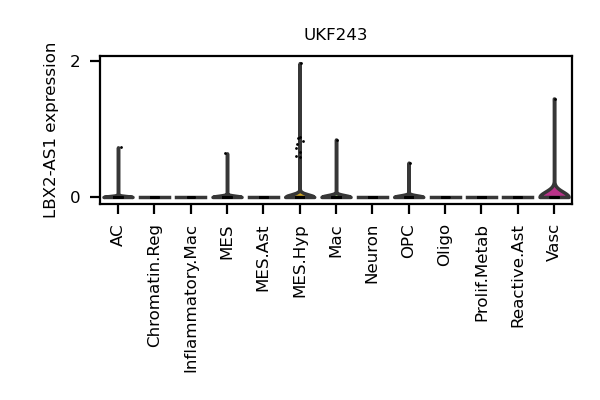 UKF243
LBX2-AS1 expression
2
0
AC
Chromatin.Reg
Inflammatory.Mac
MES
MES.Ast
MES.Hyp
Mac
Neuron
OPC
Oligo
Prolif.Metab
Reactive.Ast
Vasc